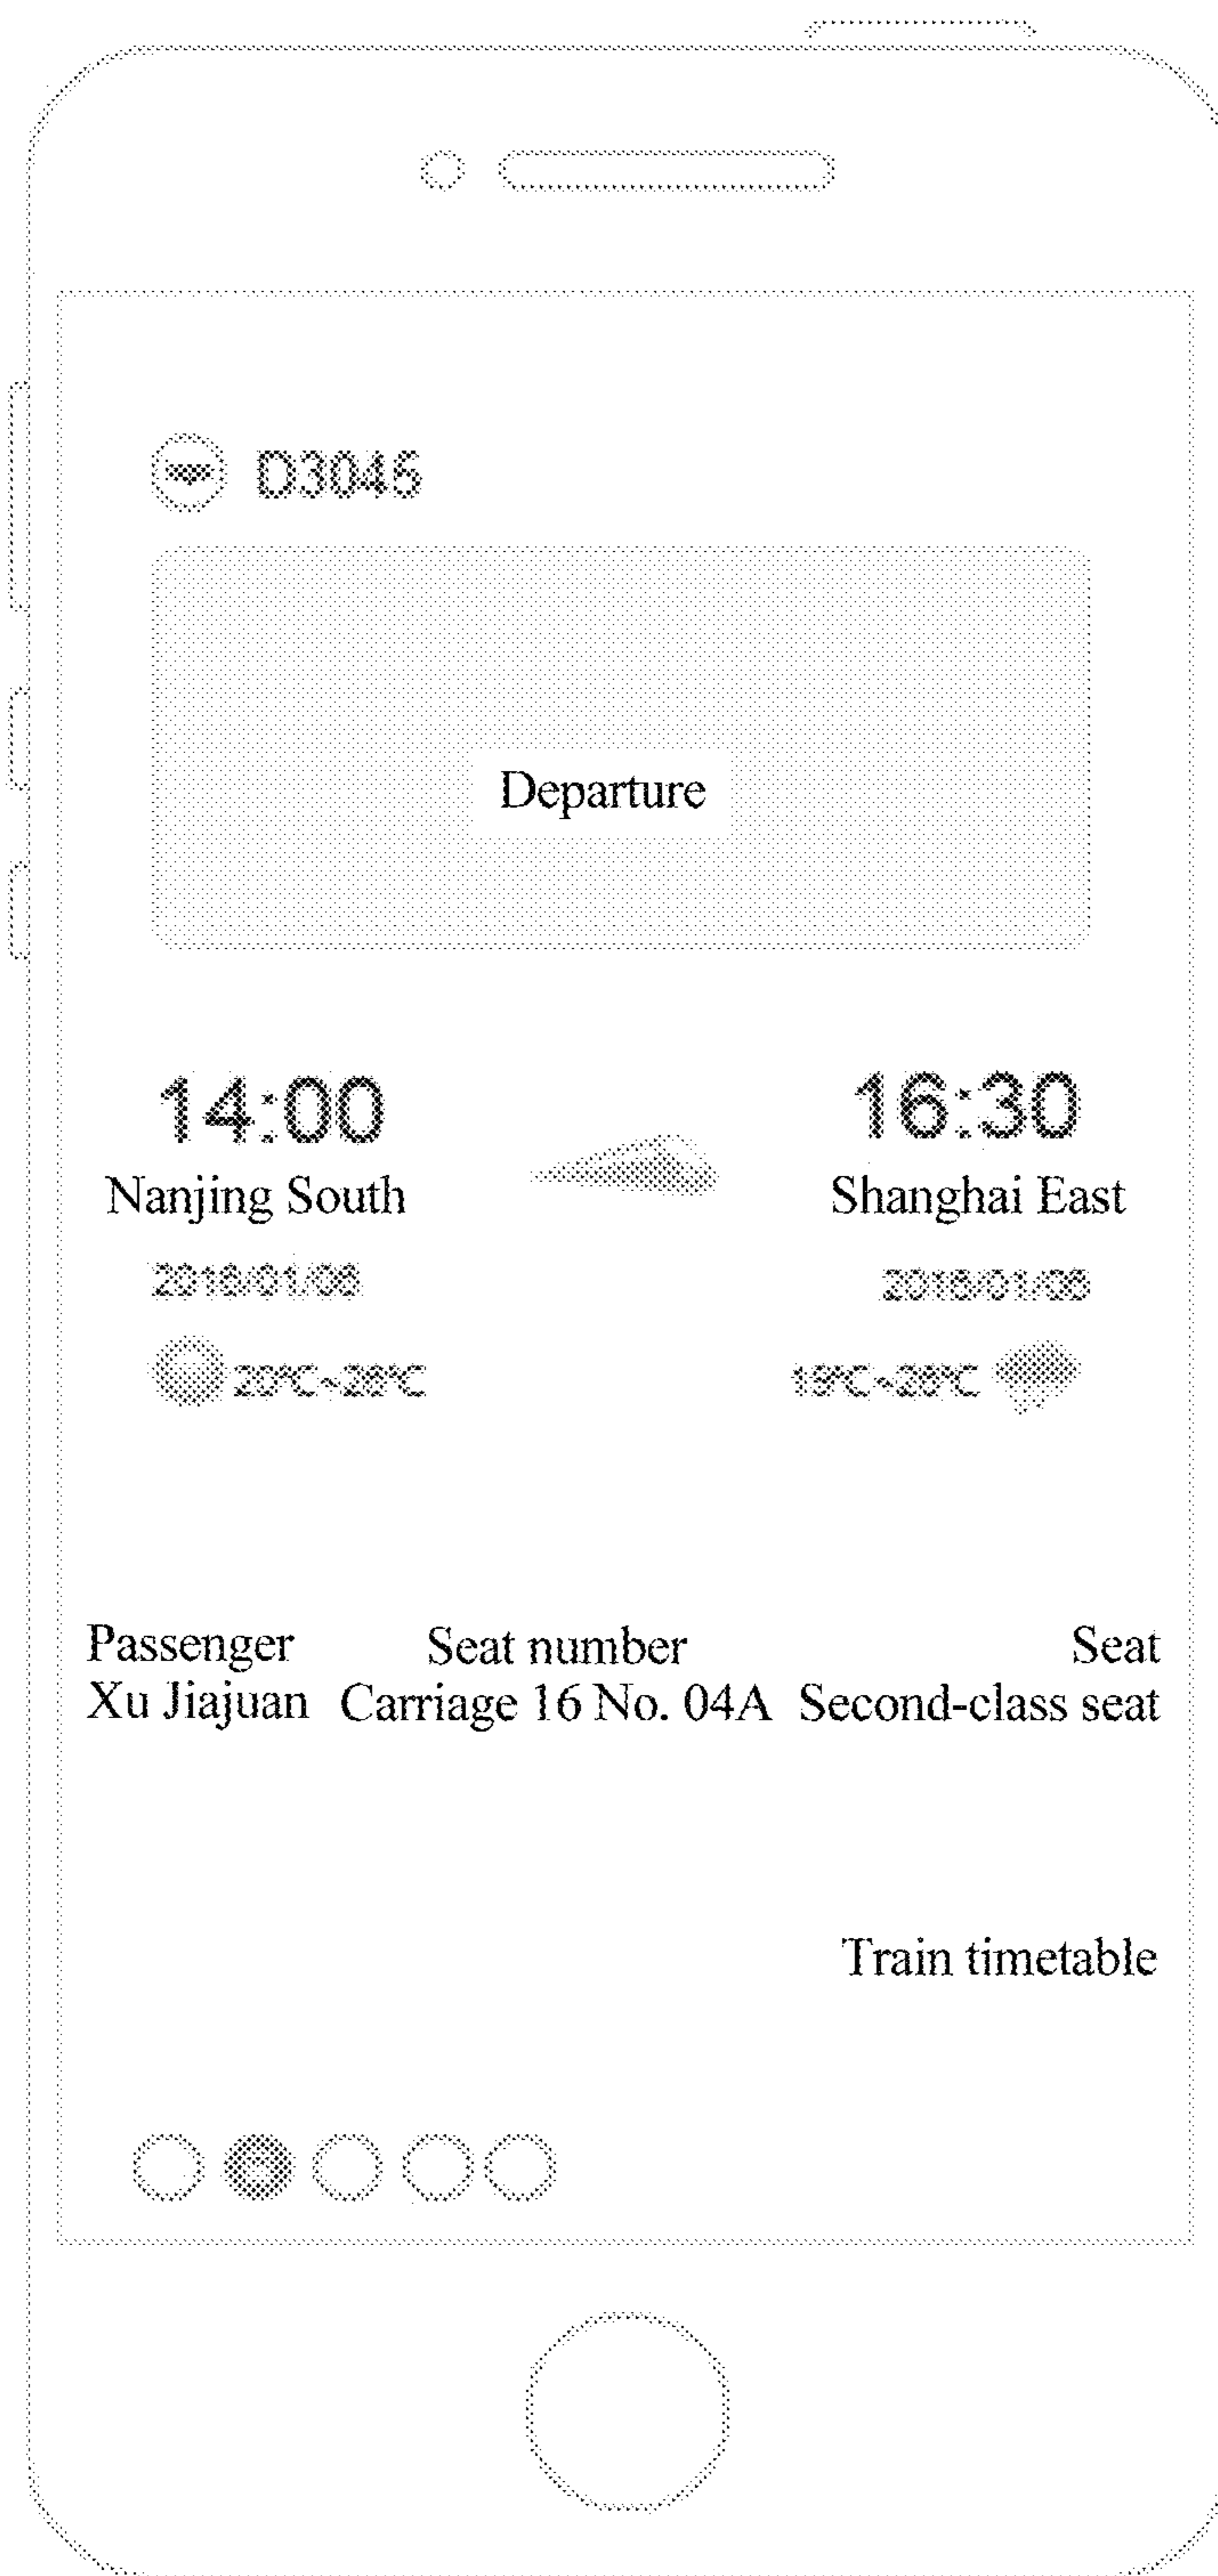 D3045
Departure
14:00 16:30
Nanjing South Shanghai East
Passenger Seat number Seat
Xu Jiajuan Carriage 16 No. 04A Second-class seat
Train timetable